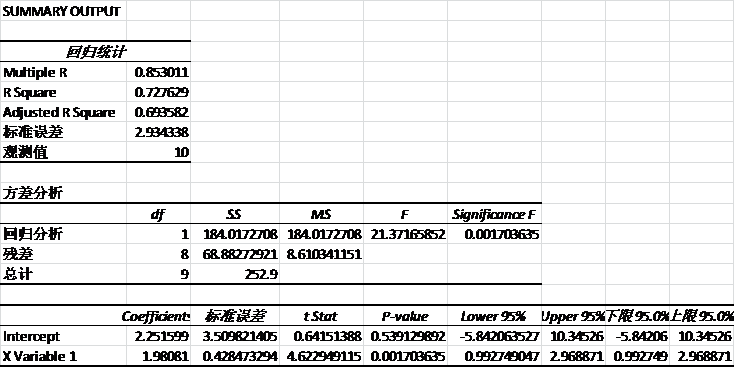 SUMMARY OUTPUT
回归统计
Multiple R 0.853011
R Square 0.727629
Adjusted R Square 0.693582
标准误差 2.934338
观测值 10
方差分析
df SS MS F Significance F
回归分析 1 184.0172708 184.0172708 21.37165852 0.001703635
残差 8 68.88272921 8.610341151
总计 9 252.9
Coefficients 标准误差 t Stat P-value Lower 95% Upper 95% 下限 95.0% 上限 95.0%
Intercept 2.251599 3.509821405 0.64151388 0.539129892 -5.842063527 10.34526 -5.84206 10.34526
X Variable 1 1.98081 0.428473294 4.622949115 0.001703635 0.992749047 2.968871 0.992749 2.968871